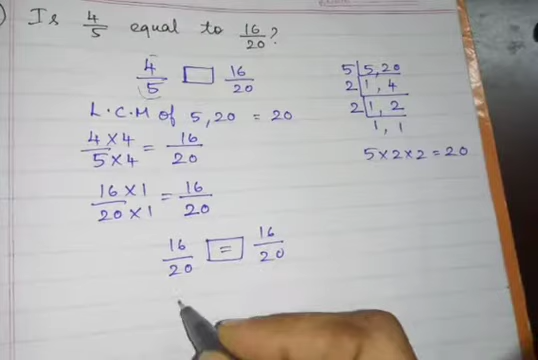 ) Is 4/5 equal to 16/20?
4/5 □ 16/20
L.C.M of 5, 20 = 20
4×4/5×4 = 16/20
16×1/20×1 = 16/20
16/20 = 16/20
5 | 5, 20
2 | 1, 4
2 | 1, 2
1, 1
5×2×2=20